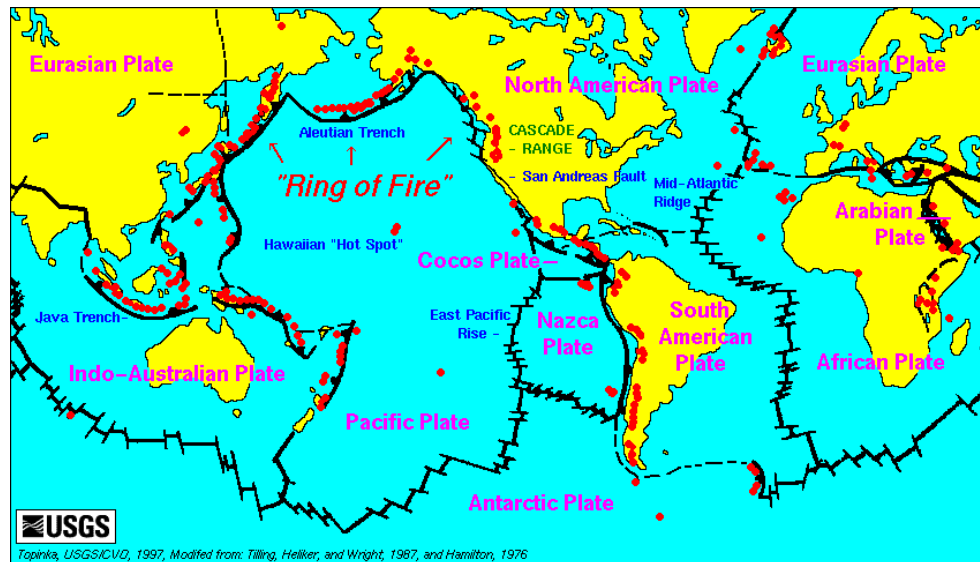 Eurasian Plate
North American Plate
Eurasian Plate
Aleutian Trench
CASCADE
- RANGE
"Ring of Fire"
- San Andreas Fault
Mid-Atlantic
Ridge
Arabian
Plate
Hawaiian "Hot Spot"
Cocos Plate
Java Trench-
East Pacific
Rise -
Nazca
Plate
South
American
Plate
Indo-Australian Plate
African Plate
Pacific Plate
Antarctic Plate
USGS
Topinka, USGS/CVO, 1997, Modifed from: Tilling, Heliker, and Wright, 1987, and Hamilton, 1976